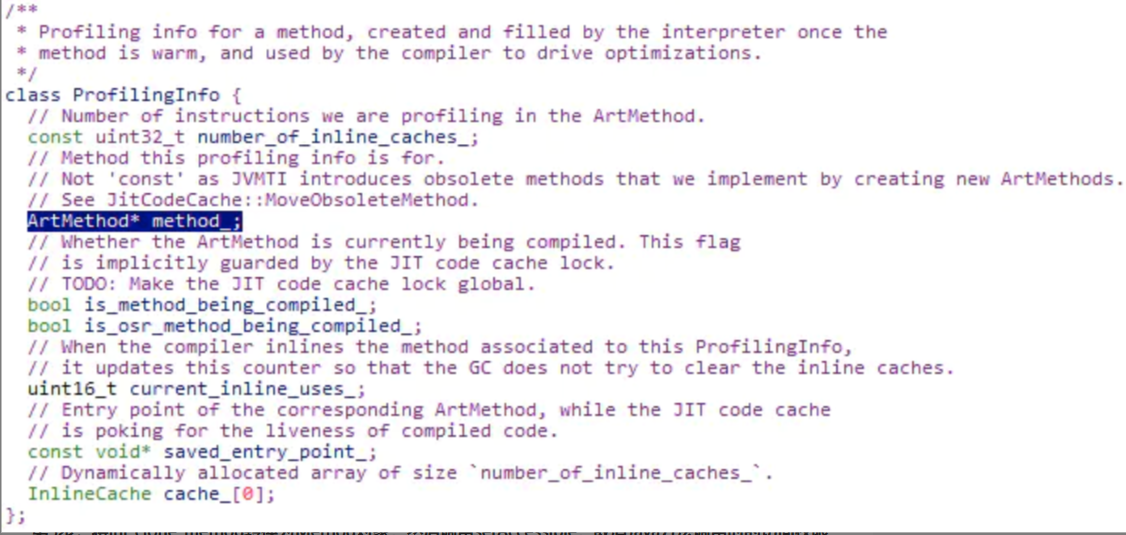 /**
 * Profiling info for a method, created and filled by the interpreter once the
 * method is warm, and used by the compiler to drive optimizations.
 */
class ProfilingInfo {
  // Number of instructions we are profiling in the ArtMethod.
  const uint32_t number_of_inline_caches_;
  // Method this profiling info is for.
  // Not 'const' as JVMTI introduces obsolete methods that we implement by creating new ArtMethods.
  // See JitCodeCache::MoveObsoleteMethod.
  ArtMethod* method_;
  // Whether the ArtMethod is currently being compiled. This flag
  // is implicitly guarded by the JIT code cache lock.
  // TODO: Make the JIT code cache lock global.
  bool is_method_being_compiled_;
  bool is_osr_method_being_compiled_;
  // When the compiler inlines the method associated to this ProfilingInfo,
  // it updates this counter so that the GC does not try to clear the inline caches.
  uint16_t current_inline_uses_;
  // Entry point of the corresponding ArtMethod, while the JIT code cache
  // is poking for the liveness of compiled code.
  const void* saved_entry_point_;
  // Dynamically allocated array of size `number_of_inline_caches_`.
  InlineCache cache_[0];
};